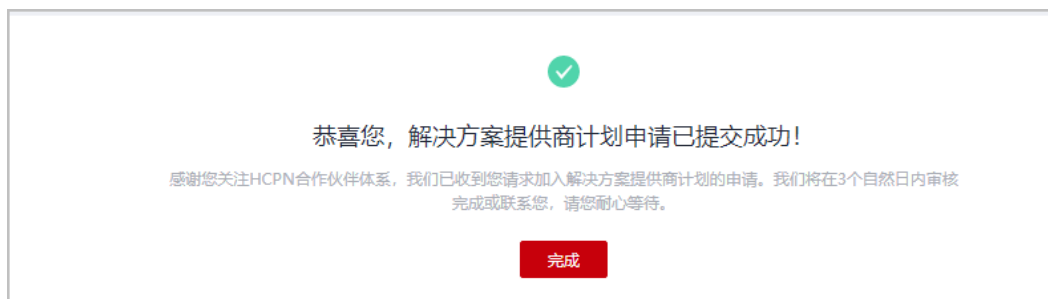 恭喜您，解决方案提供商计划申请已提交成功！
感谢您关注HCPN合作伙伴体系，我们已收到您请求加入解决方案提供商计划的申请。我们将在3个自然日内审核
完成或联系您，请您耐心等待。
完成